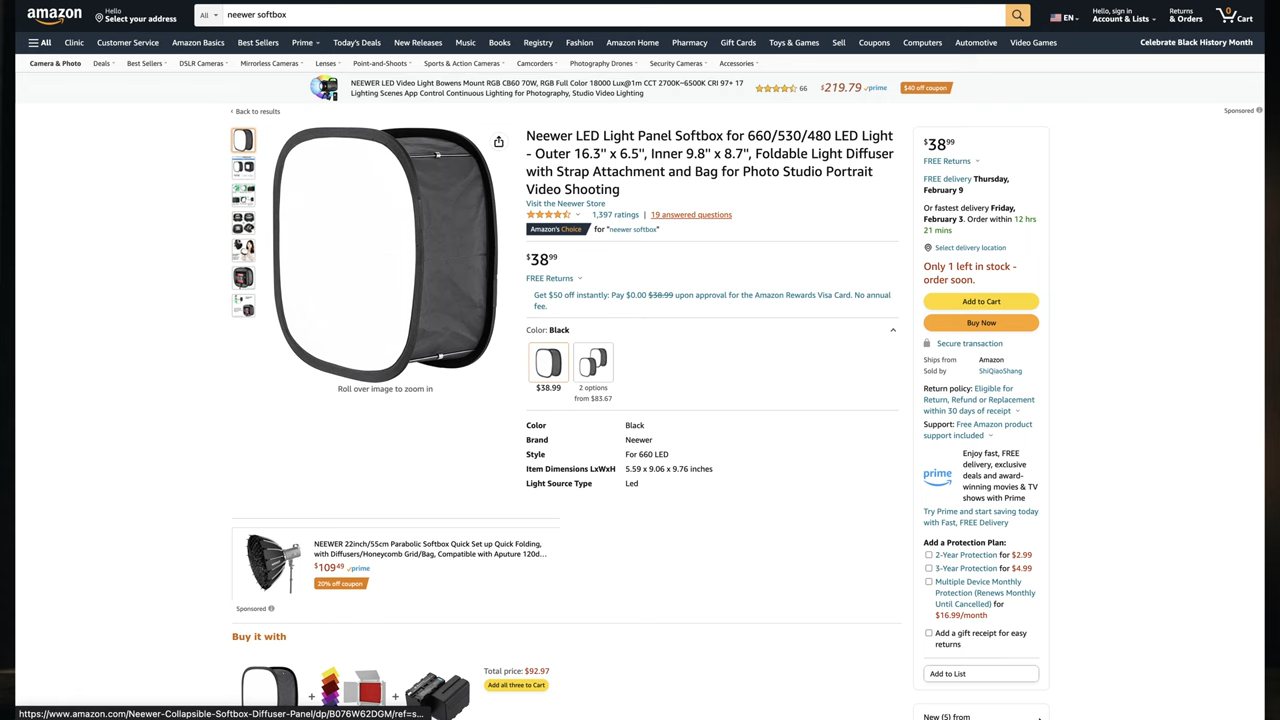 amazon
Hello
Select your address
All
neewer softbox
EN
Hello, sign in
Account & Lists
Returns
& Orders
0
Cart
All
Clinic
Customer Service
Amazon Basics
Best Sellers
Prime
Today's Deals
New Releases
Music
Books
Registry
Fashion
Amazon Home
Pharmacy
Gift Cards
Toys & Games
Sell
Coupons
Computers
Automotive
Video Games
Celebrate Black History Month
Camera & Photo
Deals
Best Sellers
DSLR Cameras
Mirrorless Cameras
Lenses
Point-and-Shoots
Sports & Action Cameras
Camcorders
Photography Drones
Security Cameras
Accessories
NEEWER LED Video Light Bowens Mount RGB CB60 70W, RGB Full Color 18000 Lux@1m CCT 2700K~6500K CRI 97+ 17
Lighting Scenes App Control Continuous Lighting for Photography, Studio Video Lighting
66
$219.79 prime
$40 off coupon
Sponsored
‹ Back to results
Roll over image to zoom in
Neewer LED Light Panel Softbox for 660/530/480 LED Light
- Outer 16.3" x 6.5", Inner 9.8" x 8.7", Foldable Light Diffuser
with Strap Attachment and Bag for Photo Studio Portrait
Video Shooting
Visit the Neewer Store
1,397 ratings | 19 answered questions
Amazon's Choice for "neewer softbox"
$38.99
FREE Returns
Get $50 off instantly: Pay $0.00 $38.99 upon approval for the Amazon Rewards Visa Card. No annual
fee.
Color: Black
$38.99
2 options
from $83.67
Color Black
Brand Neewer
Style For 660 LED
Item Dimensions LxWxH 5.59 x 9.06 x 9.76 inches
Light Source Type Led
NEEWER 22inch/55cm Parabolic Softbox Quick Set up Quick Folding,
with Diffusers/Honeycomb Grid/Bag, Compatible with Aputure 120d...
$109.49 prime
20% off coupon
Sponsored
Buy it with
+
+
Total price: $92.97
Add all three to Cart
$38.99
FREE Returns
FREE delivery Thursday,
February 9
Or fastest delivery Friday,
February 3. Order within 12 hrs
21 mins
Select delivery location
Only 1 left in stock -
order soon.
Add to Cart
Buy Now
Secure transaction
Ships from Amazon
Sold by ShiQiaoShang
Return policy: Eligible for
Return, Refund or Replacement
within 30 days of receipt
Support: Free Amazon product
support included
prime
Enjoy fast, FREE
delivery, exclusive
deals and award-
winning movies & TV
shows with Prime
Try Prime and start saving today
with Fast, FREE Delivery
Add a Protection Plan:
2-Year Protection for $2.99
3-Year Protection for $4.99
Multiple Device Monthly
Protection (Renews Monthly
Until Cancelled) for
$16.99/month
Add a gift receipt for easy
returns
Add to List
New (5) from
https://www.amazon.com/Neewer-Collapsible-Softbox-Diffuser-Panel/dp/B076W62DGM/ref=s...